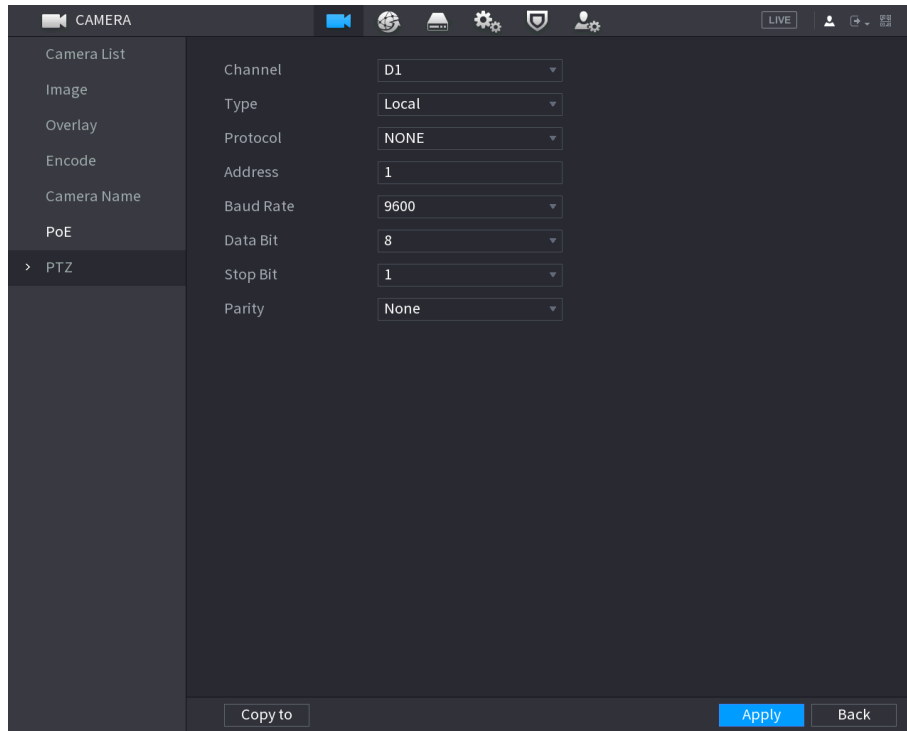 CAMERA
LIVE
Camera List
Image
Overlay
Encode
Camera Name
PoE
> PTZ
Channel D1
Type Local
Protocol NONE
Address 1
Baud Rate 9600
Data Bit 8
Stop Bit 1
Parity None
Copy to Apply Back